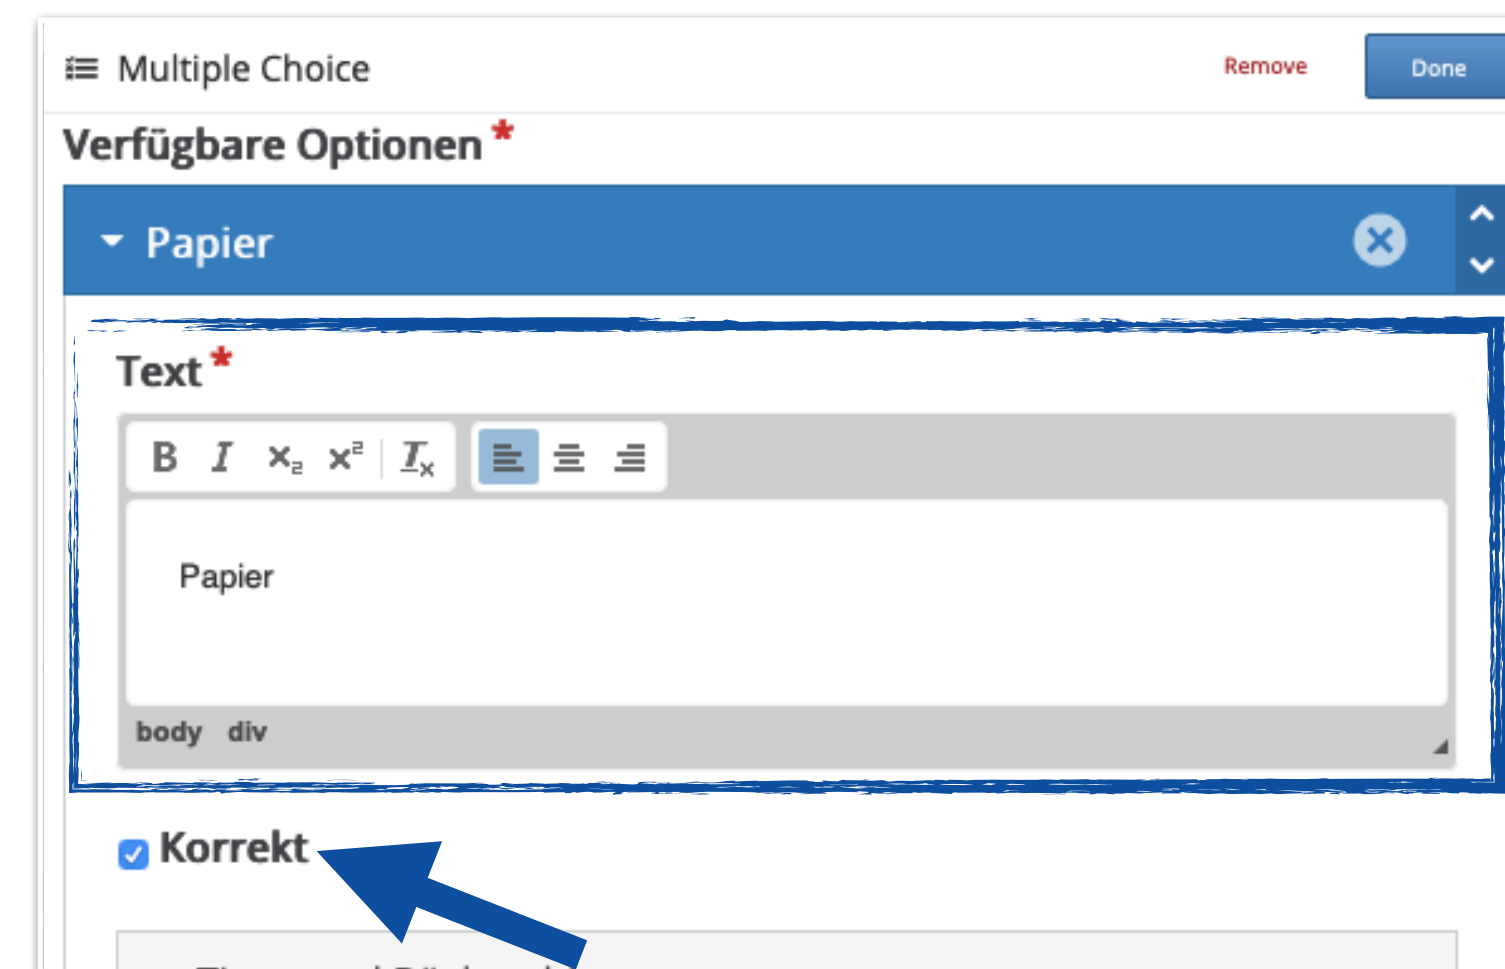 Multiple Choice
Remove
Done
Verfügbare Optionen *
Papier
Text *
B I x₂ x² Tx
Papier
body div
Korrekt